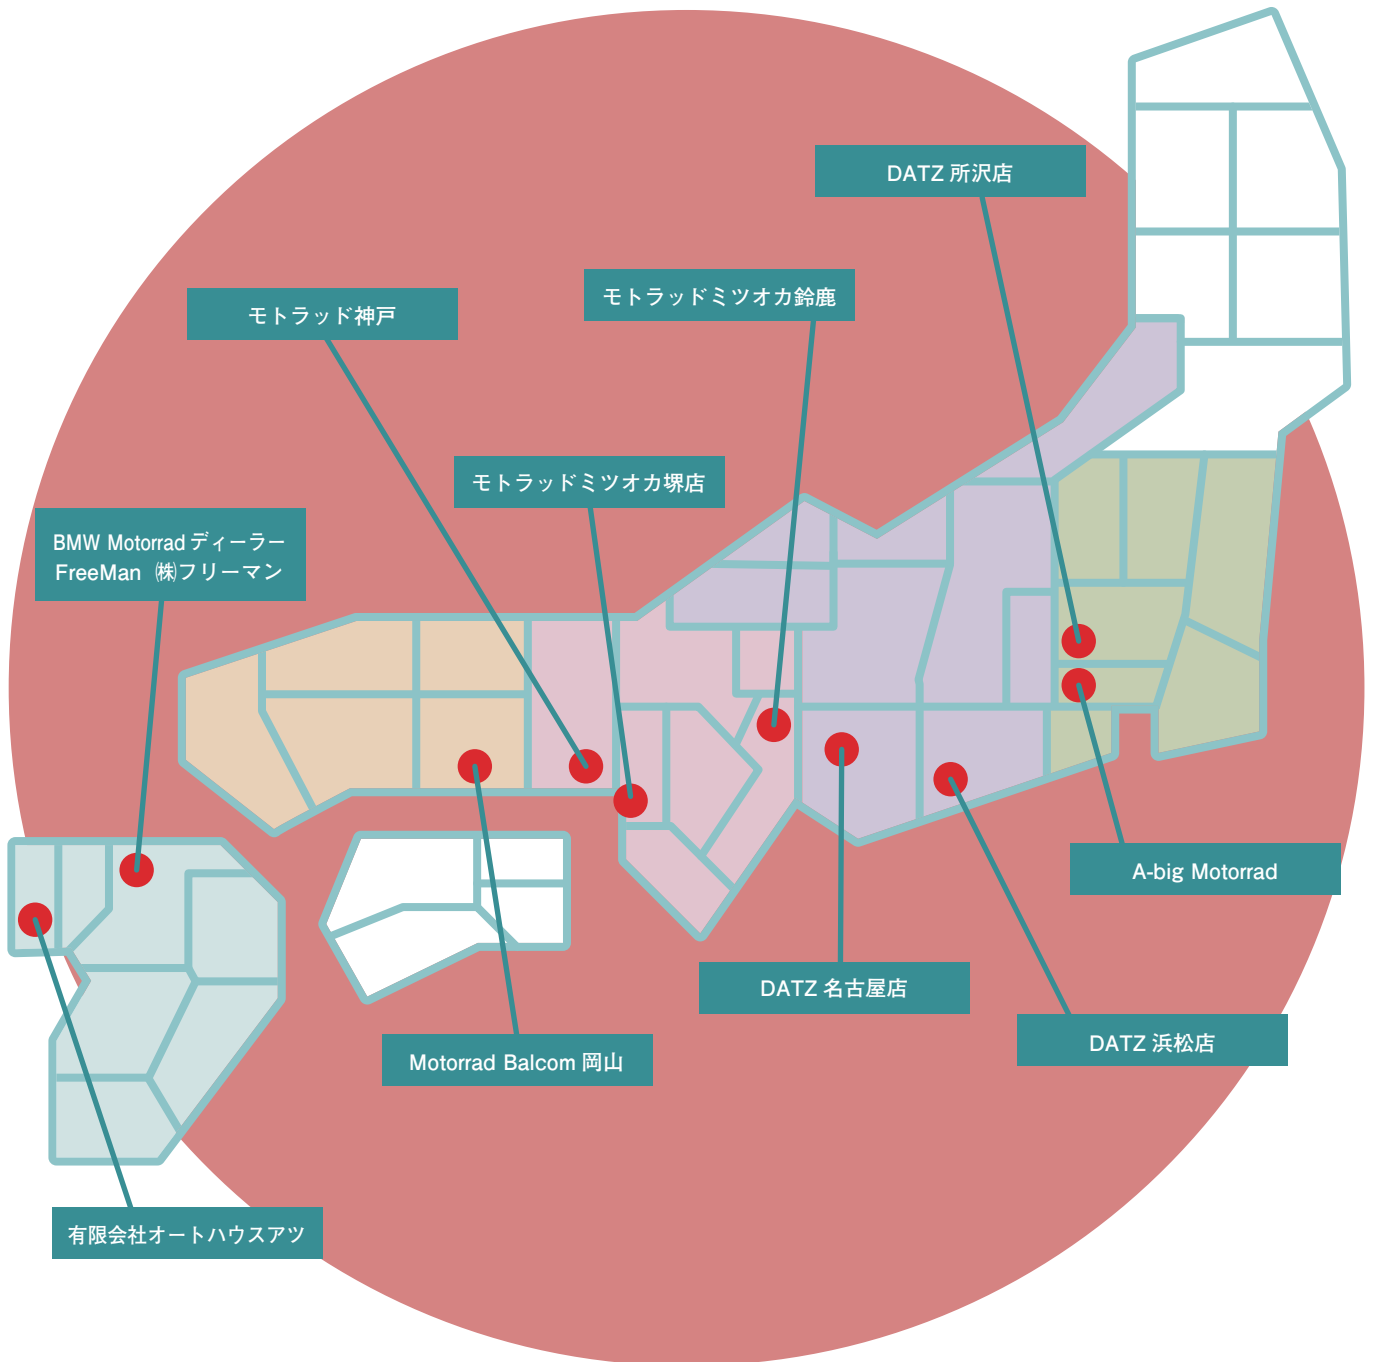 DATZ 所沢店
モトラッドミツオカ鈴鹿
モトラッド神戸
モトラッドミツオカ堺店
BMW Motorrad ディーラー
FreeMan ㈱フリーマン
A-big Motorrad
DATZ 名古屋店
DATZ 浜松店
Motorrad Balcom 岡山
有限会社オートハウスアツ